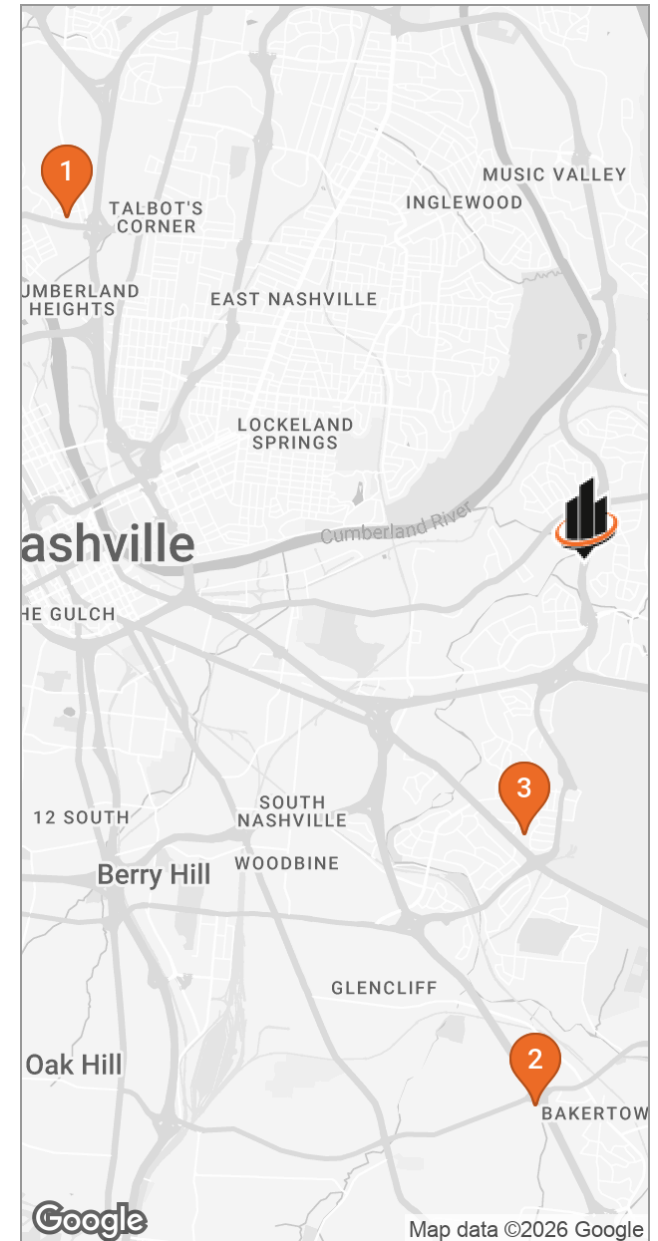 1
MUSIC VALLEY
TALBOT'S
CORNER
INGLEWOOD
UMBERLAND
HEIGHTS
EAST NASHVILLE
LOCKELAND
SPRINGS
Cumberland River
ashville
HE GULCH
3
SOUTH
NASHVILLE
12 SOUTH
WOODBINE
Berry Hill
GLENCLIFF
Oak Hill
2
BAKERTOW
Google
Map data ©2026 Google